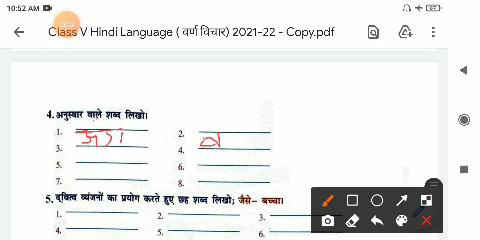 10:52 AM
Class V Hindi Language ( वर्ण विचार) 2021-22 - Copy.pdf
4. अनुस्वार वाले शब्द लिखो।
1. 2.
3. 4.
5. 6.
7. 8.
5. द्वित्व व्यंजनों का प्रयोग करते हुए छह शब्द लिखो; जैसे- बच्चा।
1. 2. 3.
4. 5. 6.